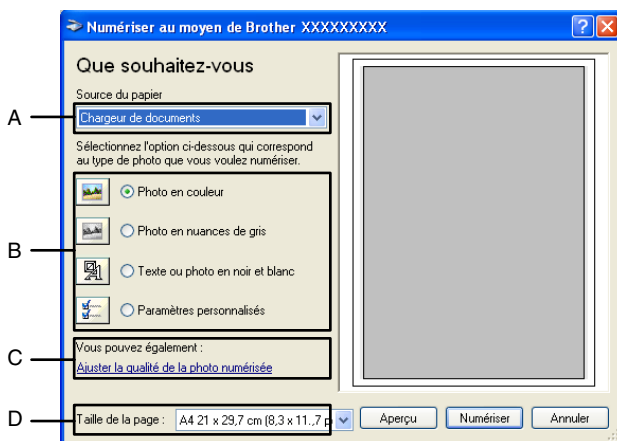 Numériser au moyen de Brother XXXXXXXXX
Que souhaitez-vous
Source du papier
A
Chargeur de documents
Sélectionnez l'option ci-dessous qui correspond
au type de photo que vous voulez numériser.
Photo en couleur
Photo en nuances de gris
B
Texte ou photo en noir et blanc
Paramètres personnalisés
Vous pouvez également :
C
Ajuster la qualité de la photo numérisée
D
Taille de la page :
A4 21 x 29,7 cm (8,3 x 11.,7 p
Aperçu
Numériser
Annuler